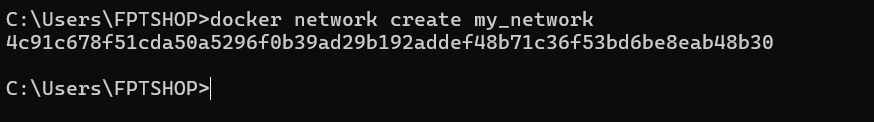 C:\Users\FPTSHOP>docker network create my_network
4c91c678f51cda50a5296f0b39ad29b192addef48b71c36f53bd6be8eab48b30
C:\Users\FPTSHOP>